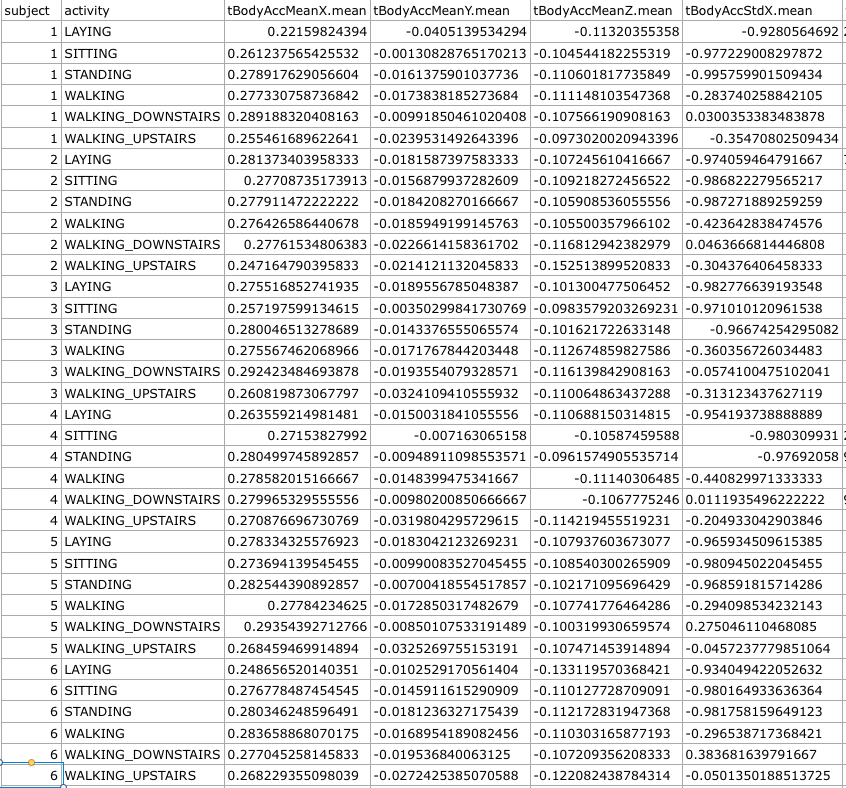 subject activity tBodyAccMeanX.mean tBodyAccMeanY.mean tBodyAccMeanZ.mean tBodyAccStdX.mean
1 LAYING 0.22159824394 -0.0405139534294 -0.11320355358 -0.9280564692
1 SITTING 0.261237565425532 -0.00130828765170213 -0.104544182255319 -0.977229008297872
1 STANDING 0.278917629056604 -0.0161375901037736 -0.110601817735849 -0.995759901509434
1 WALKING 0.277330758736842 -0.0173838185273684 -0.111148103547368 -0.283740258842105
1 WALKING_DOWNSTAIRS 0.289188320408163 -0.00991850461020408 -0.107566190908163 0.0300353383483878
1 WALKING_UPSTAIRS 0.255461689622641 -0.0239531492643396 -0.0973020020943396 -0.35470802509434
2 LAYING 0.281373403958333 -0.0181587397583333 -0.107245610416667 -0.974059464791667
2 SITTING 0.27708735173913 -0.0156879937282609 -0.109218272456522 -0.986822279565217
2 STANDING 0.277911472222222 -0.0184208270166667 -0.105908536055556 -0.987271889259259
2 WALKING 0.276426586440678 -0.0185949199145763 -0.105500357966102 -0.423642838474576
2 WALKING_DOWNSTAIRS 0.27761534806383 -0.0226614158361702 -0.116812942382979 0.0463666814446808
2 WALKING_UPSTAIRS 0.247164790395833 -0.0214121132045833 -0.152513899520833 -0.304376406458333
3 LAYING 0.275516852741935 -0.0189556785048387 -0.101300477506452 -0.982776639193548
3 SITTING 0.257197599134615 -0.00350299841730769 -0.0983579203269231 -0.971010120961538
3 STANDING 0.280046513278689 -0.0143376555065574 -0.101621722633148 -0.96674254295082
3 WALKING 0.275567462068966 -0.0171767844203448 -0.112674859827586 -0.360356726034483
3 WALKING_DOWNSTAIRS 0.292423484693878 -0.0193554079328571 -0.116139842908163 -0.0574100475102041
3 WALKING_UPSTAIRS 0.260819873067797 -0.0324109410555932 -0.110064863437288 -0.313123437627119
4 LAYING 0.263559214981481 -0.0150031841055556 -0.110688150314815 -0.954193738888889
4 SITTING 0.27153827992 -0.007163065158 -0.10587459588 -0.980309931
4 STANDING 0.280499745892857 -0.00948911098553571 -0.0961574905535714 -0.97692058
4 WALKING 0.278582015166667 -0.0148399475341667 -0.11140306485 -0.440829971333333
4 WALKING_DOWNSTAIRS 0.279965329555556 -0.00980200850666667 -0.1067775246 0.0111935496222222
4 WALKING_UPSTAIRS 0.270876696730769 -0.0319804295729615 -0.114219455519231 -0.204933042903846
5 LAYING 0.278334325576923 -0.0183042123269231 -0.107937603673077 -0.965934509615385
5 SITTING 0.273694139545455 -0.00990083527045455 -0.108540300265909 -0.980945022045455
5 STANDING 0.282544390892857 -0.00700418554517857 -0.102171095696429 -0.968591815714286
5 WALKING 0.27784234625 -0.0172850317482679 -0.107741776464286 -0.294098534232143
5 WALKING_DOWNSTAIRS 0.29354392712766 -0.00850107533191489 -0.100319930659574 0.275046110468085
5 WALKING_UPSTAIRS 0.268459469914894 -0.0325269755153191 -0.107471453914894 -0.0457237779851064
6 LAYING 0.248656520140351 -0.0102529170561404 -0.133119570368421 -0.934049422052632
6 SITTING 0.276778487454545 -0.0145911615290909 -0.110127728709091 -0.980164933636364
6 STANDING 0.280346248596491 -0.0181236327175439 -0.112172831947368 -0.981758159649123
6 WALKING 0.283658868070175 -0.0168954189082456 -0.110303165877193 -0.296538717368421
6 WALKING_DOWNSTAIRS 0.277045258145833 -0.019536840063125 -0.107209356208333 0.383681639791667
6 WALKING_UPSTAIRS 0.268229355098039 -0.0272425385070588 -0.122082438784314 -0.0501350188513725